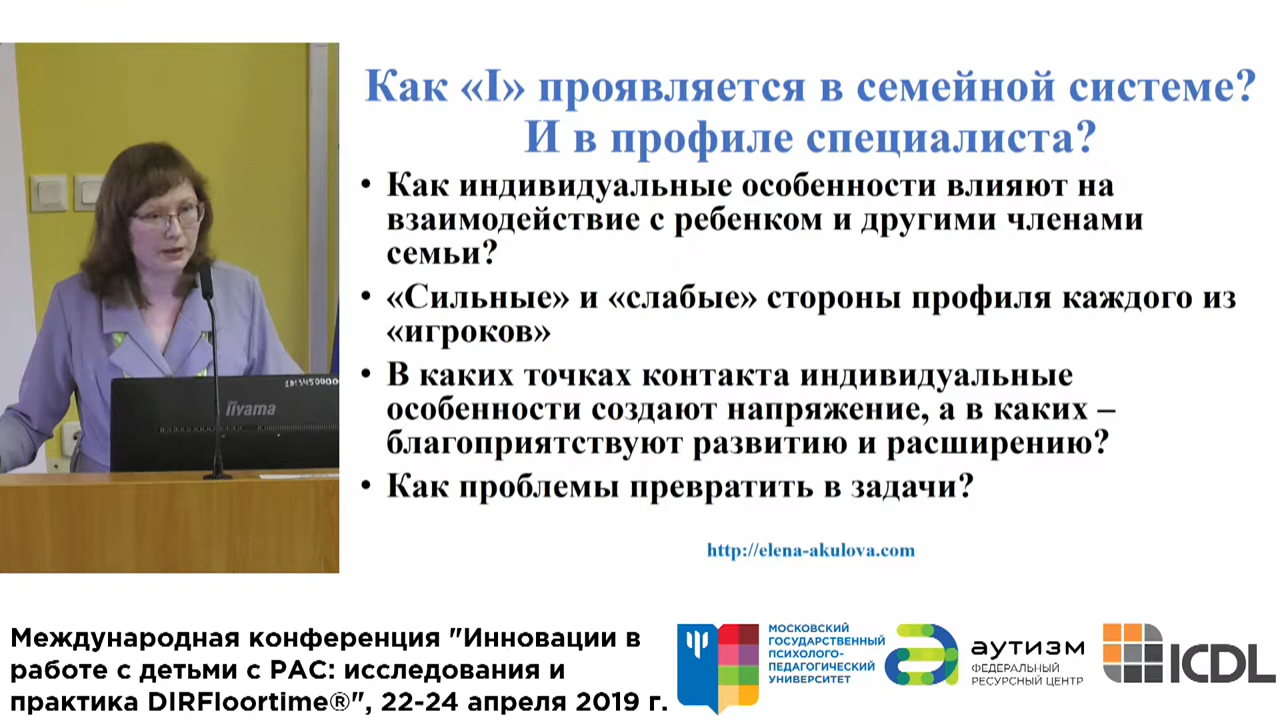 Как «I» проявляется в семейной системе?
И в профиле специалиста?
• Как индивидуальные особенности влияют на
взаимодействие с ребенком и другими членами
семьи?
• «Сильные» и «слабые» стороны профиля каждого из
«игроков»
• В каких точках контакта индивидуальные
особенности создают напряжение, а в каких –
благоприятствуют развитию и расширению?
• Как проблемы превратить в задачи?
http://elena-akulova.com
iiyama
Международная конференция "Инновации в
работе с детьми с РАС: исследования и
практика DIRFloortime®", 22-24 апреля 2019 г.
МОСКОВСКИЙ
ГОСУДАРСТВЕННЫЙ
ПСИХОЛОГО-
ПЕДАГОГИЧЕСКИЙ
УНИВЕРСИТЕТ
аутизм
ФЕДЕРАЛЬНЫЙ
РЕСУРСНЫЙ ЦЕНТР
ICDL